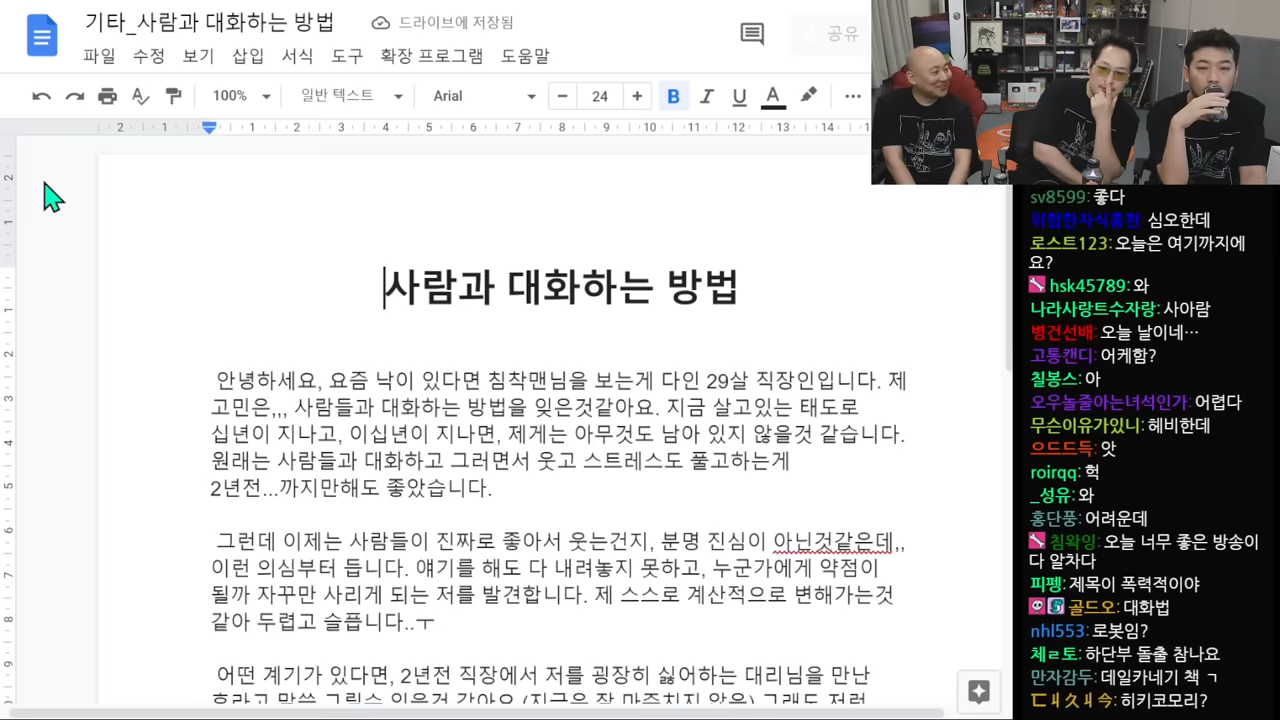 기타_사람과 대화하는 방법
드라이브에 저장됨
공유
파일 수정 보기 삽입 서식 도구 확장 프로그램 도움말
100% 일반 텍스트 Arial 24 B I U A
2 1 1 2 3 4 5 6 7 8 9 10 11 12 13 14
사람과 대화하는 방법
안녕하세요, 요즘 낙이 있다면 침착맨님을 보는게 다인 29살 직장인입니다. 제
고민은,,, 사람들과 대화하는 방법을 잊은것같아요. 지금 살고있는 태도로
십년이 지나고, 이십년이 지나면, 제게는 아무것도 남아 있지 않을것 같습니다.
원래는 사람들과 대화하고 그러면서 웃고 스트레스도 풀고하는게
2년전...까지만해도 좋았습니다.
그런데 이제는 사람들이 진짜로 좋아서 웃는건지, 분명 진심이 아닌것같은데,,
이런 의심부터 듭니다. 얘기를 해도 다 내려놓지 못하고, 누군가에게 약점이
될까 자꾸만 사리게 되는 저를 발견합니다. 제 스스로 계산적으로 변해가는것
같아 두렵고 슬픕니다..ㅜ
어떤 계기가 있다면, 2년전 직장에서 저를 굉장히 싫어하는 대리님을 만난
sv8599: 좋다
위험한자식홍현 심오한데
로스트123: 오늘은 여기까지에
요?
hsk45789: 와
나라사랑트수자랑: 사아람
병건선배: 오늘 날이네…
고통캔디: 어케함?
칠봉스: 아
오우놀줄아는녀석인가: 어렵다
무슨이유가있니: 헤비한데
으드드득: 앗
roirqq: 헉
_성유: 와
홍단풍: 어려운데
침왁잉: 오늘 너무 좋은 방송이
다 알자다
피펭: 제목이 폭력적이야
골드오: 대화법
nhl553: 로봇임?
체ㄹ토: 하단부 돌출 참나요
만자감두: 데일카네기 책 ㄱ
ㄷㅐ久ㅐ今: 히키코모리?